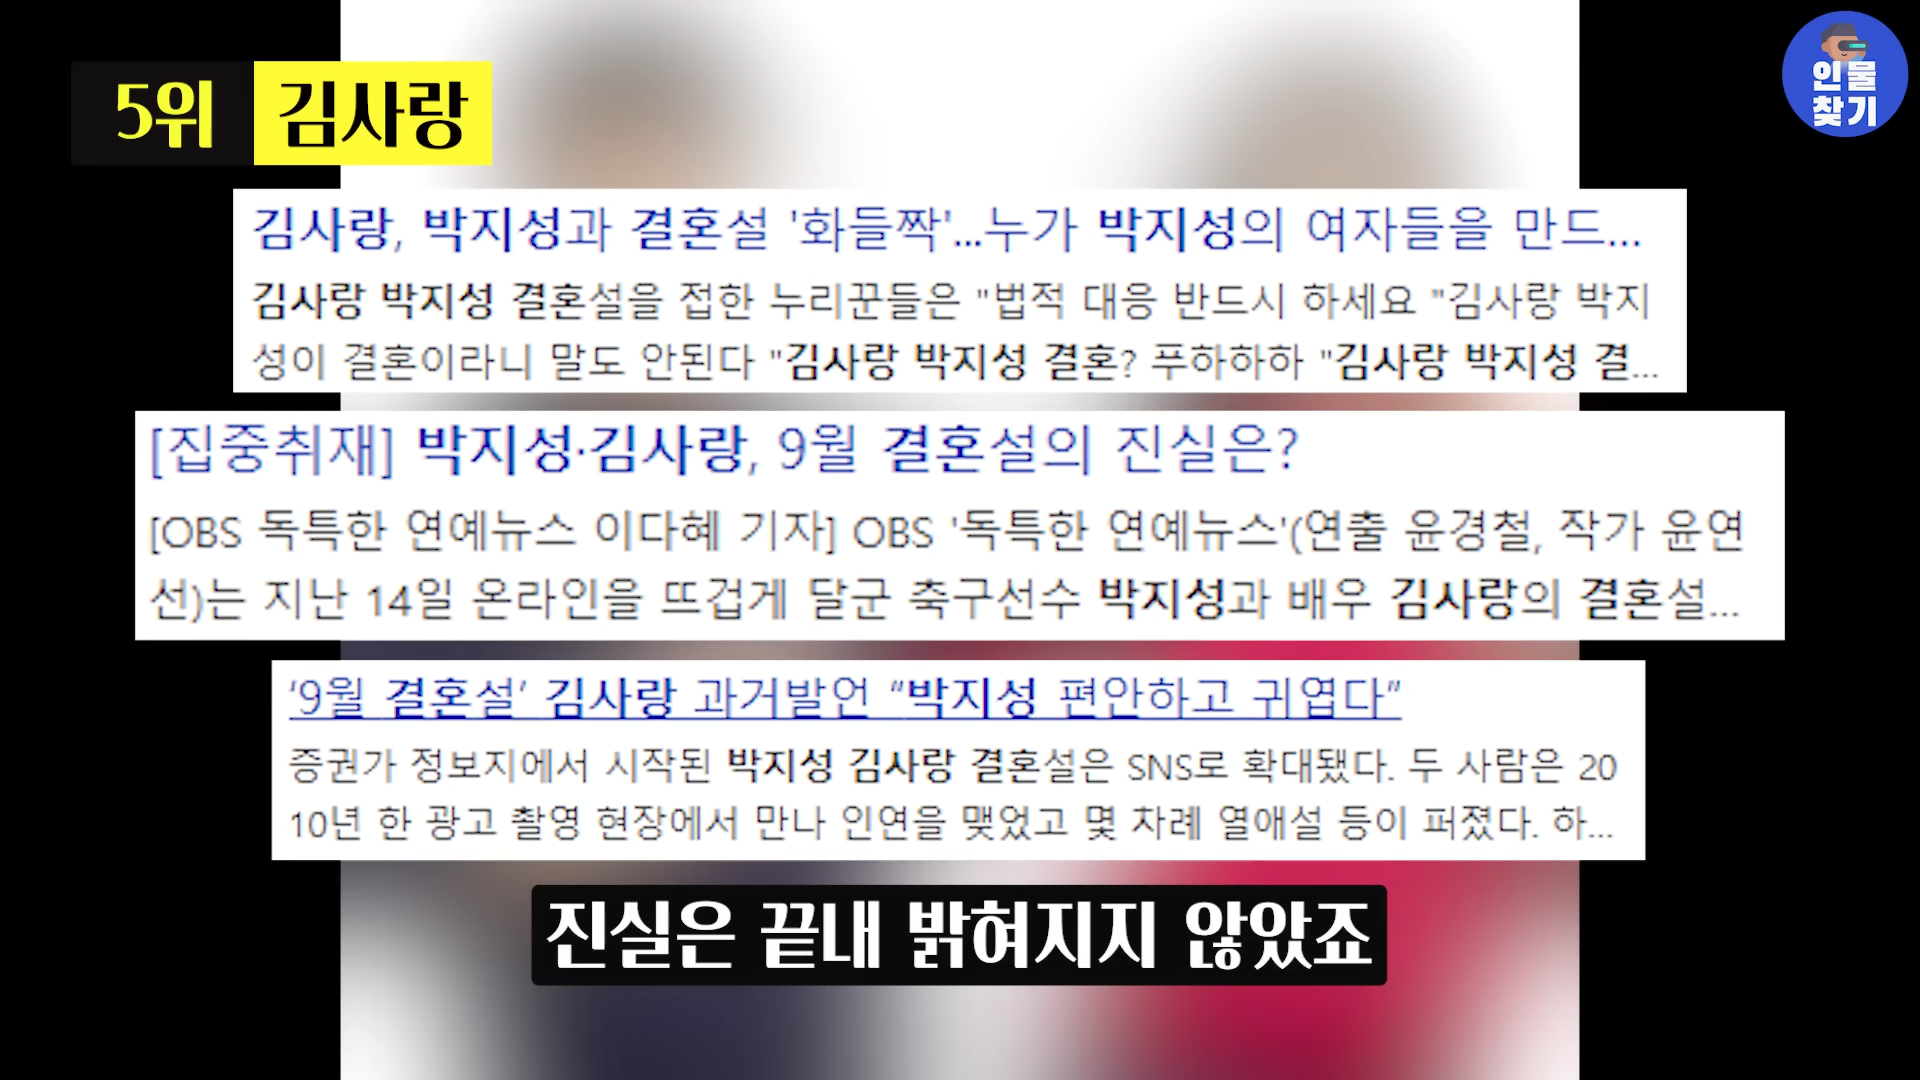 5위 김사랑
인물
찾기
김사랑, 박지성과 결혼설 '화들짝'...누가 박지성의 여자들을 만드...
김사랑 박지성 결혼설을 접한 누리꾼들은 "법적 대응 반드시 하세요 "김사랑 박지
성이 결혼이라니 말도 안된다 "김사랑 박지성 결혼? 푸하하하 "김사랑 박지성 결...
[집중취재] 박지성·김사랑, 9월 결혼설의 진실은?
[OBS 독특한 연예뉴스 이다혜 기자] OBS '독특한 연예뉴스'(연출 윤경철, 작가 윤연
선)는 지난 14일 온라인을 뜨겁게 달군 축구선수 박지성과 배우 김사랑의 결혼설...
‘9월 결혼설’ 김사랑 과거발언 “박지성 편안하고 귀엽다”
증권가 정보지에서 시작된 박지성 김사랑 결혼설은 SNS로 확대됐다. 두 사람은 20
10년 한 광고 촬영 현장에서 만나 인연을 맺었고 몇 차례 열애설 등이 퍼졌다. 하...
진실은 끝내 밝혀지지 않았죠